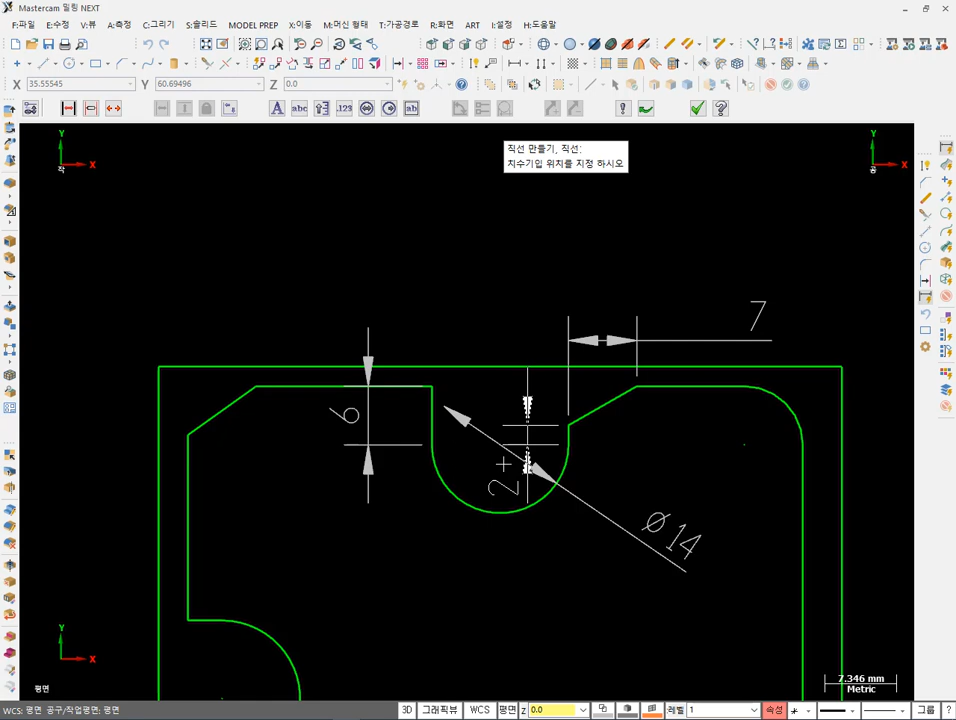 Mastercam 밀링 NEXT
F:파일 E:수정 V:뷰 A:측정 C:그리기 S:솔리드 MODEL PREP X:이동 M:머신 형태 T:가공경로 R:화면 ART I:설정 H:도움말
X 35.55545 Y 60.69496 Z 0.0
직선 만들기, 직선:
치수기입 위치를 지정 하시오
Y
X
Y
X
작
공
7
6
2
Ø14
Y
X
평면
7.346 mm
Metric
WCS: 평면 공구/작업평면: 평면
3D 그래픽뷰 WCS 평면 Z 0.0 레벨 1 속성 그룹 ?